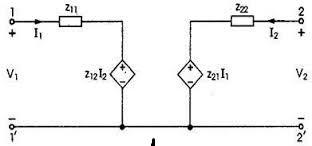 1 z₁₁ z₂₂ 2
+ I₁ I₂ +
V₁ z₁₂I₂ + − + − z₂₁I₁ V₂
− −
1' 2'